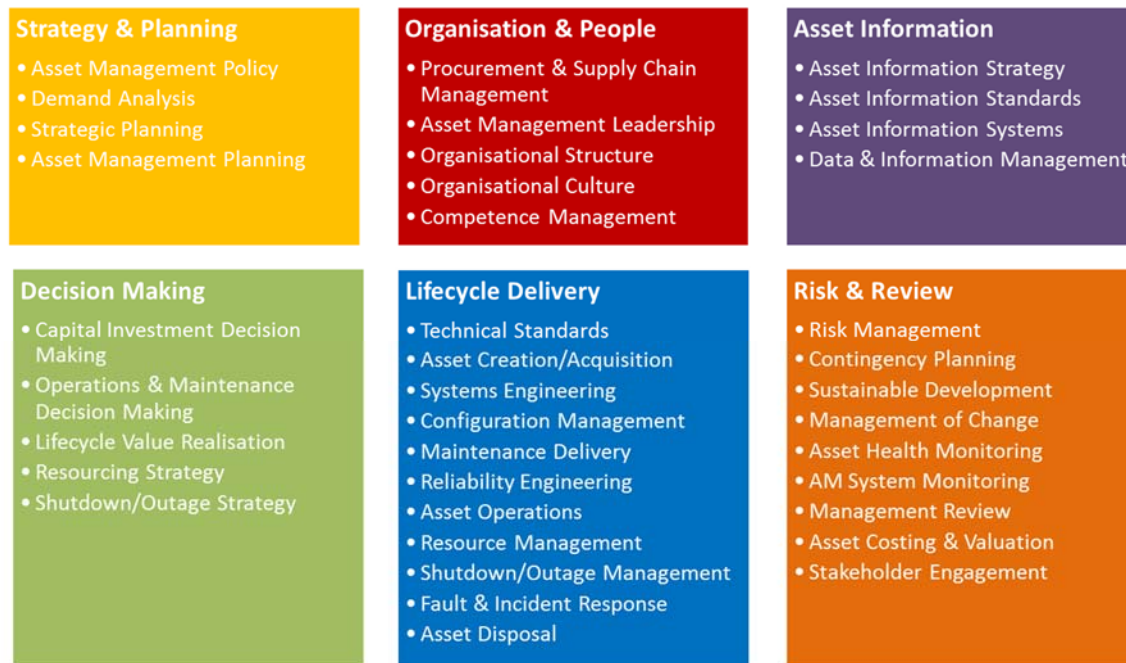 Strategy & Planning
• Asset Management Policy
• Demand Analysis
• Strategic Planning
• Asset Management Planning
Organisation & People
• Procurement & Supply Chain
Management
• Asset Management Leadership
• Organisational Structure
• Organisational Culture
• Competence Management
Asset Information
• Asset Information Strategy
• Asset Information Standards
• Asset Information Systems
• Data & Information Management
Decision Making
• Capital Investment Decision
Making
• Operations & Maintenance
Decision Making
• Lifecycle Value Realisation
• Resourcing Strategy
• Shutdown/Outage Strategy
Lifecycle Delivery
• Technical Standards
• Asset Creation/Acquisition
• Systems Engineering
• Configuration Management
• Maintenance Delivery
• Reliability Engineering
• Asset Operations
• Resource Management
• Shutdown/Outage Management
• Fault & Incident Response
• Asset Disposal
Risk & Review
• Risk Management
• Contingency Planning
• Sustainable Development
• Management of Change
• Asset Health Monitoring
• AM System Monitoring
• Management Review
• Asset Costing & Valuation
• Stakeholder Engagement